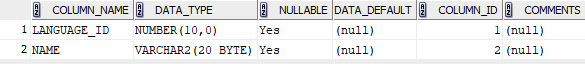 COLUMN_NAME DATA_TYPE NULLABLE DATA_DEFAULT COLUMN_ID COMMENTS
1 LANGUAGE_ID NUMBER(10,0) Yes (null) 1 (null)
2 NAME VARCHAR2(20 BYTE) Yes (null) 2 (null)